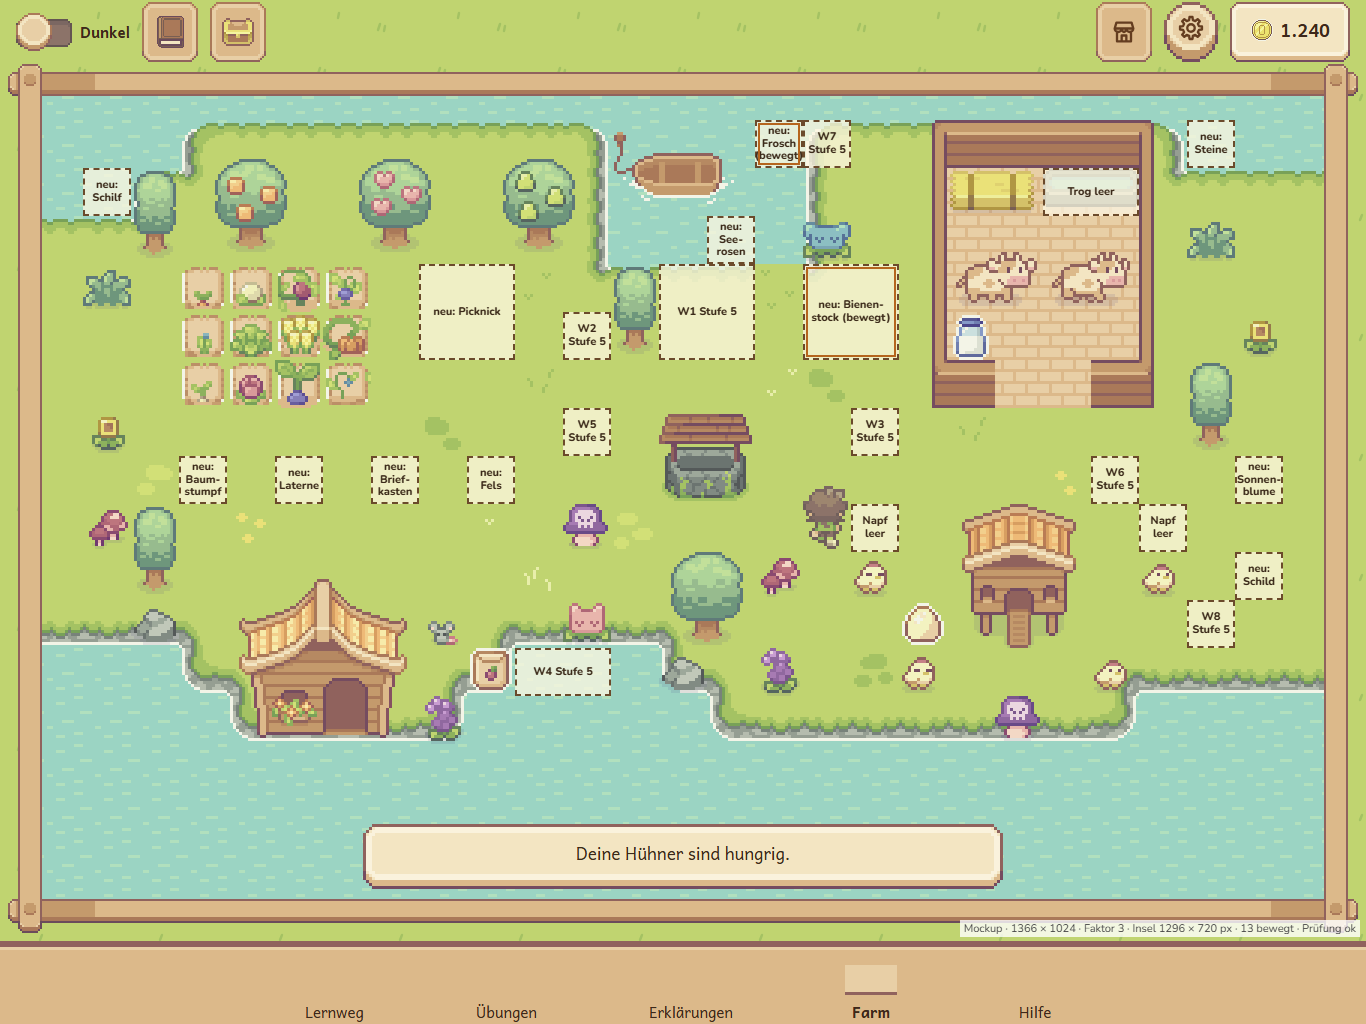 Dunkel
1.240
neu:
Frosch
(bewegt)
W7
Stufe 5
neu:
Steine
neu:
Schilf
Trog leer
neu:
See-
rosen
neu: Picknick
W2
Stufe 5
W1 Stufe 5
neu: Bienen-
stock (bewegt)
W5
Stufe 5
W3
Stufe 5
neu:
Baum-
stumpf
neu:
Laterne
neu:
Brief-
kasten
neu:
Fels
W6
Stufe 5
neu:
Sonnen-
blume
Napf
leer
Napf
leer
neu:
Schild
W8
Stufe 5
W4 Stufe 5
Deine Hühner sind hungrig.
Mockup · 1366 × 1024 · Faktor 3 · Insel 1296 × 720 px · 13 bewegt · Prüfung ok
Lernweg
Übungen
Erklärungen
Farm
Hilfe